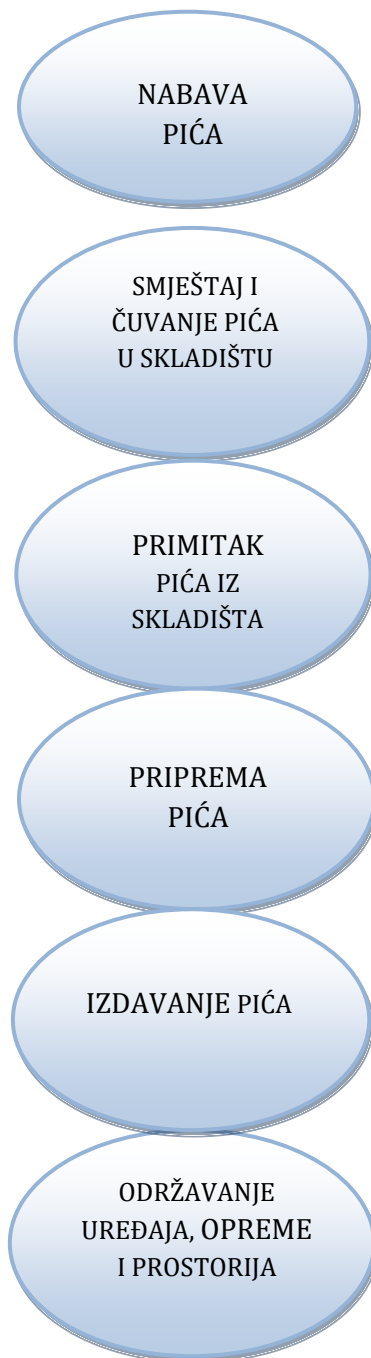 NABAVA
PIĆA
SMJEŠTAJ I
ČUVANJE PIĆA
U SKLADIŠTU
PRIMITAK
PIĆA IZ
SKLADIŠTA
PRIPREMA
PIĆA
IZDAVANJE PIĆA
ODRŽAVANJE
UREĐAJA, OPREME
I PROSTORIJA